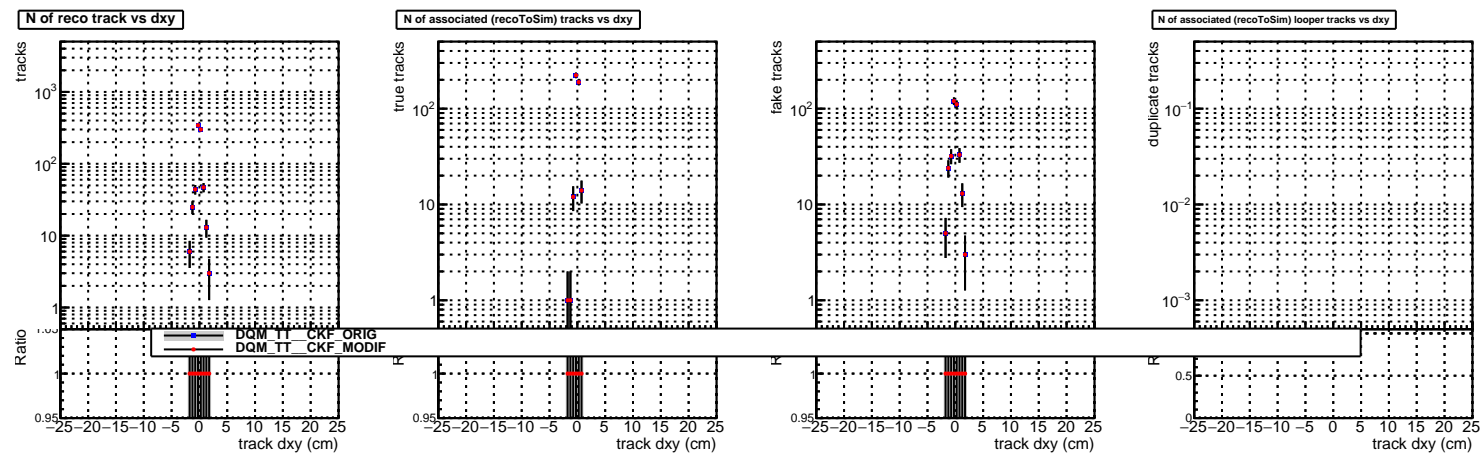 N of reco track vs dxy
N of associated (recoToSim) tracks vs dxy
N of associated (recoToSim) looper tracks vs dxy
tracks
10³
10²
10
1
Ratio
1
0.95
−25 −20 −15 −10 −5 0 5 10 15 20 25
track dxy (cm)
true tracks
10²
10
1
1
0.95
−25 −20 −15 −10 −5 0 5 10 15 20 25
track dxy (cm)
fake tracks
10²
10
1
1
0.95
−25 −20 −15 −10 −5 0 5 10 15 20 25
track dxy (cm)
duplicate tracks
10⁻¹
10⁻²
10⁻³
0.5
0
−25 −20 −15 −10 −5 0 5 10 15 20 25
track dxy (cm)
DQM_TT__CKF_ORIG
DQM_TT__CKF_MODIF